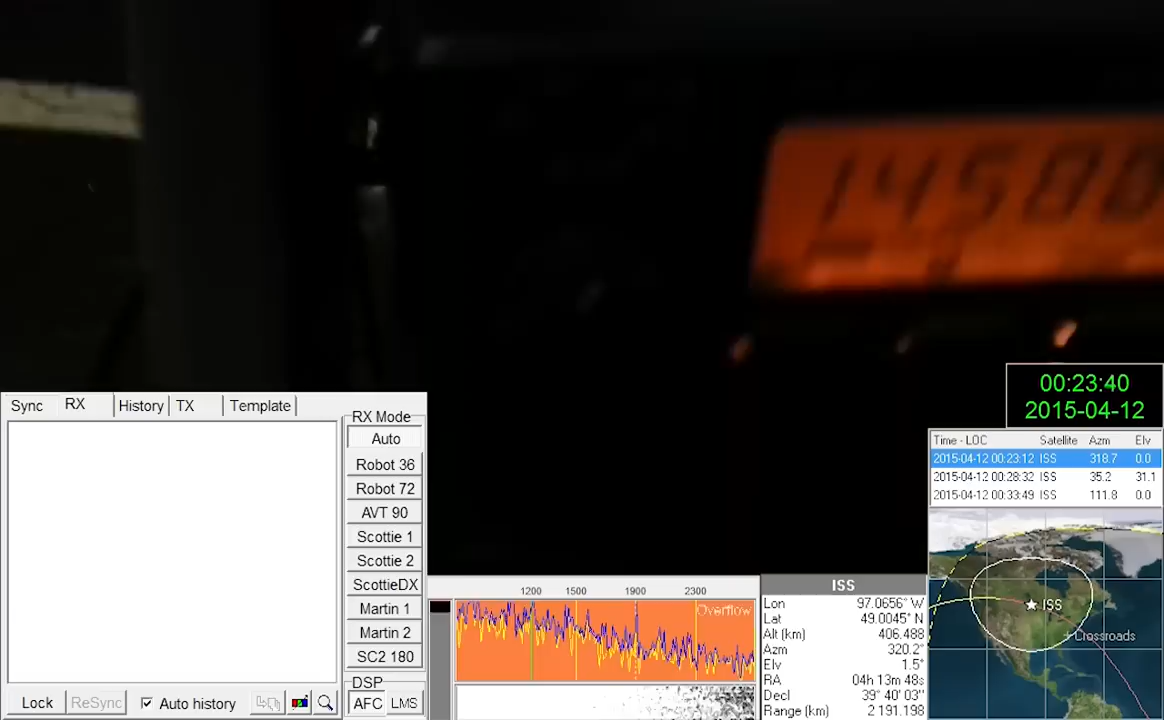 14580
00:23:40
2015-04-12
Sync RX History TX Template
RX Mode
Auto
Robot 36
Robot 72
AVT 90
Scottie 1
Scottie 2
ScottieDX
Martin 1
Martin 2
SC2 180
DSP
AFC LMS
Lock ReSync Auto history
1200 1500 1900 2300
Overflow
Time - LOC Satellite Azm Elv
2015-04-12 00:23:12 ISS 318.7 0.0
2015-04-12 00:28:32 ISS 35.2 31.1
2015-04-12 00:33:49 ISS 111.8 0.0
ISS
Crossroads
ISS
Lon 97.0656° W
Lat 49.0045° N
Alt (km) 406.488
Azm 320.2°
Elv 1.5°
RA 04h 13m 48s
Decl 39° 40' 03"
Range (km) 2 191.198